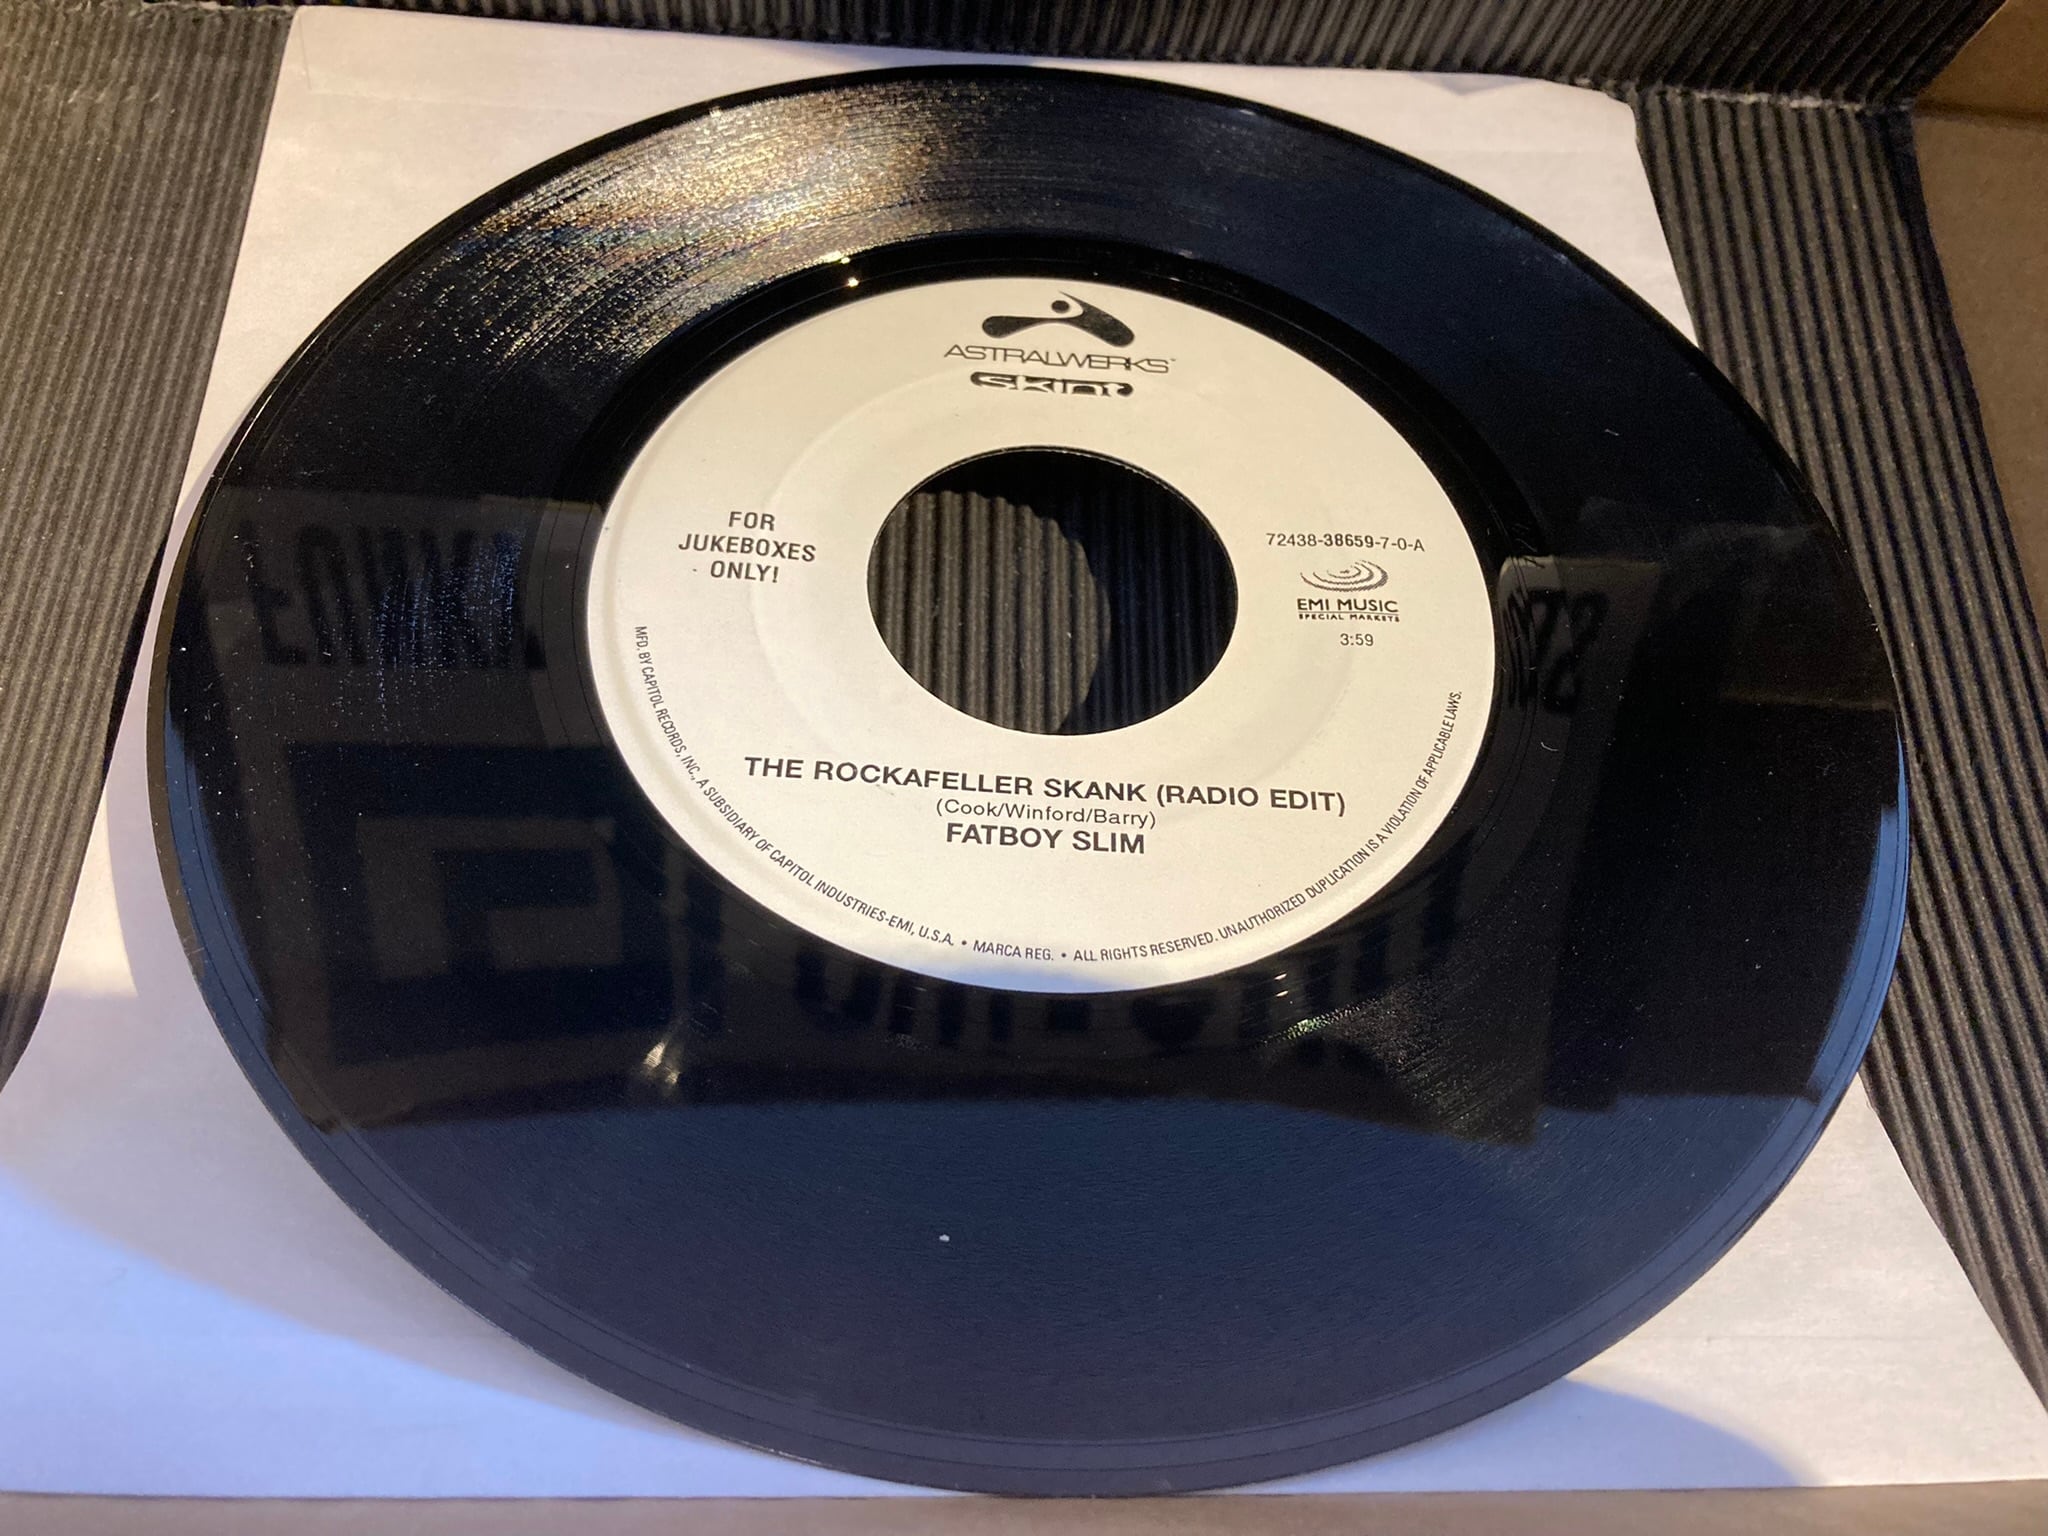 ASTRALWERKS™
skint
FOR
JUKEBOXES
ONLY!
72438-38659-7-0-A
EMI MUSIC
SPECIAL MARKETS
3:59
THE ROCKAFELLER SKANK (RADIO EDIT)
(Cook/Winford/Barry)
FATBOY SLIM
MFD. BY CAPITOL RECORDS, INC., A SUBSIDIARY OF CAPITOL INDUSTRIES-EMI, U.S.A. • MARCA REG. • ALL RIGHTS RESERVED. UNAUTHORIZED DUPLICATION IS A VIOLATION OF APPLICABLE LAWS.